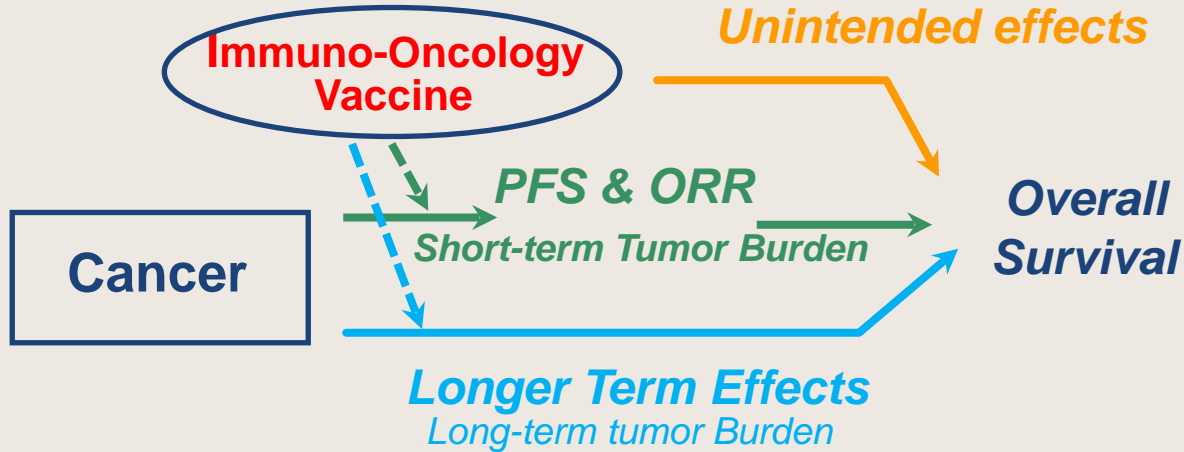 Immuno-Oncology
Vaccine
Unintended effects
PFS & ORR
Short-term Tumor Burden
Overall
Survival
Cancer
Longer Term Effects
Long-term tumor Burden